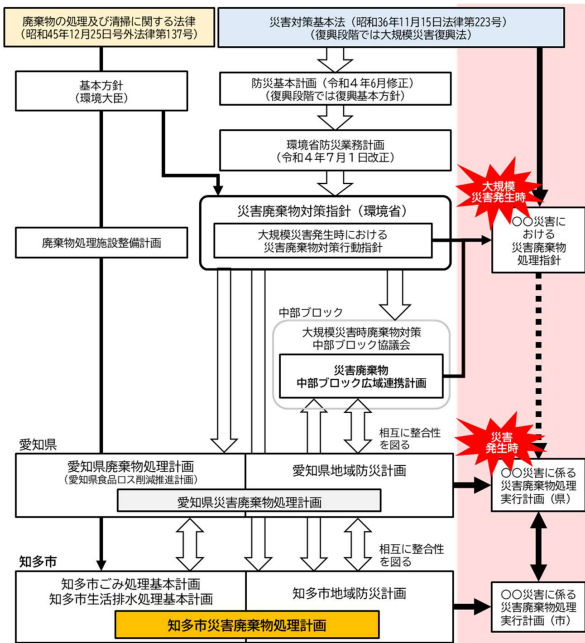 廃棄物の処理及び清掃に関する法律
（昭和45年12月25日号外法律第137号）
災害対策基本法（昭和36年11月15日法律第223号）
（復興段階では大規模災害復興法）
基本方針
（環境大臣）
防災基本計画（令和４年6月修正）
（復興段階では復興基本方針）
環境省防災業務計画
（令和４年７月１日改正）
大規模
災害発生時
災害廃棄物対策指針（環境省）
大規模災害発生時における
災害廃棄物対策行動指針
〇〇災害に
おける
災害廃棄物
処理指針
廃棄物処理施設整備計画
中部ブロック
大規模災害時廃棄物対策
中部ブロック協議会
災害廃棄物
中部ブロック広域連携計画
災害
発生時
相互に整合性
を図る
愛知県
愛知県廃棄物処理計画
（愛知県食品ロス削減推進計画）
愛知県地域防災計画
愛知県災害廃棄物処理計画
〇〇災害に係る
災害廃棄物処理
実行計画（県）
相互に整合性
を図る
知多市
知多市ごみ処理基本計画
知多市生活排水処理基本計画
知多市地域防災計画
知多市災害廃棄物処理計画
〇〇災害に係る
災害廃棄物処理
実行計画（市）